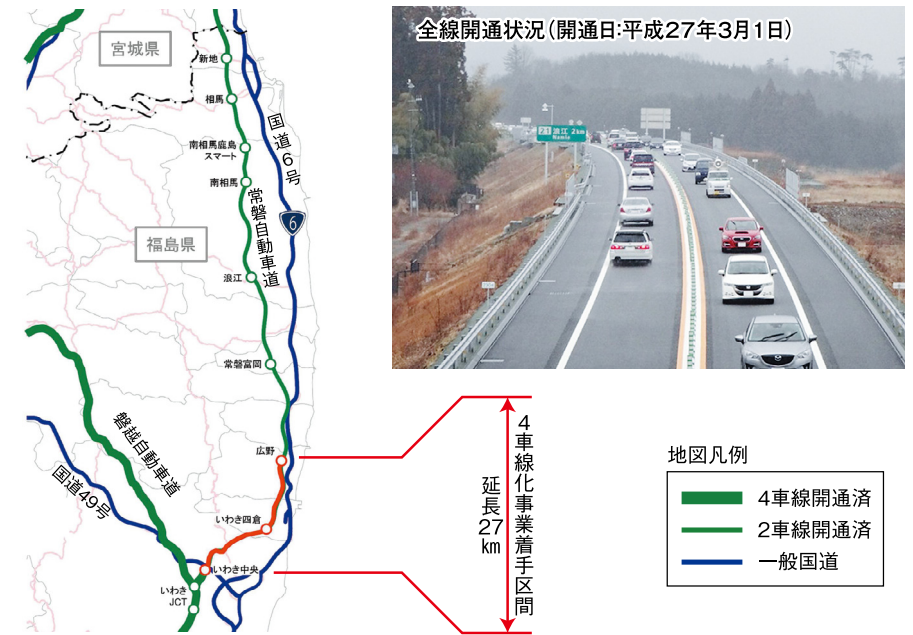 全線開通状況（開通日：平成27年3月1日）
21 浪江 2km
Namie
宮城県
新地
相馬
南相馬鹿島
スマート
南相馬
国道6号
6
常磐自動車道
福島県
浪江
常磐富岡
磐越自動車道
国道49号
広野
いわき四倉
いわき中央
いわき
JCT
4車線化事業着手区間
延長27km
地図凡例
4車線開通済
2車線開通済
一般国道